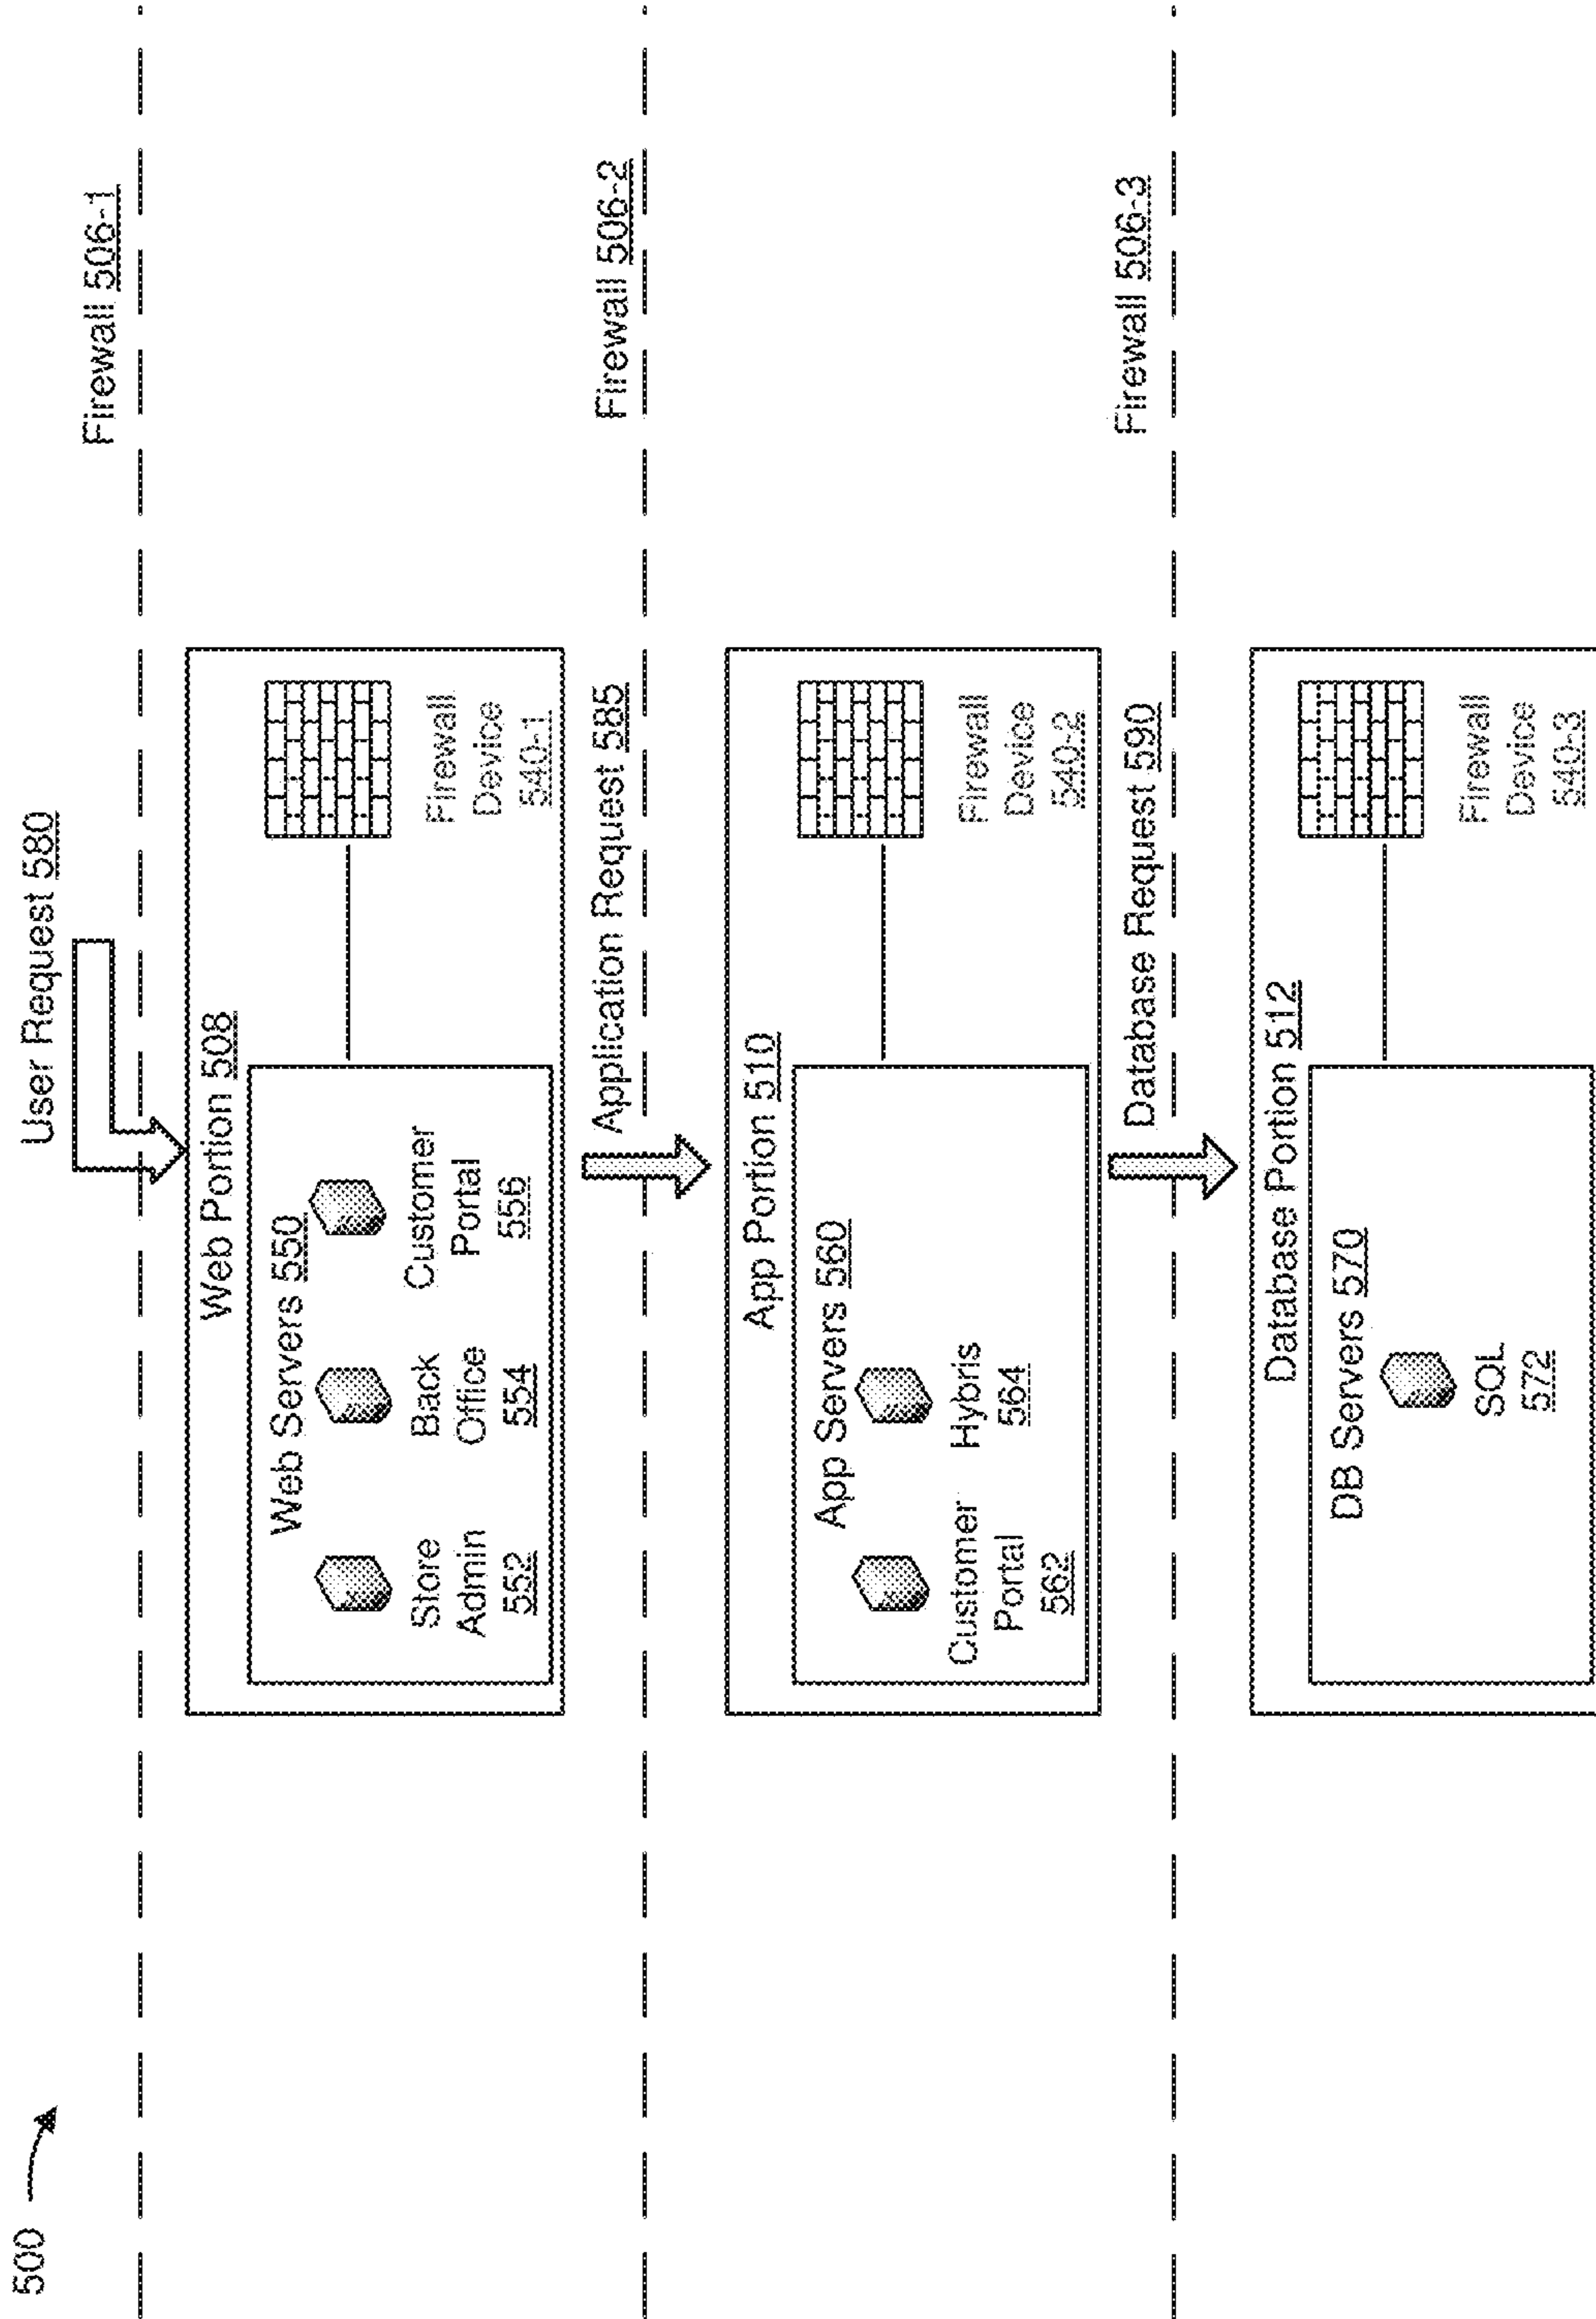 500
User Request 580
Firewall 506-1
Web Portion 508
Web Servers 550
Store
Admin
552
Back
Office
554
Customer
Portal
556
Firewall
Device
540-1
Application Request 585
Firewall 506-2
App Portion 510
App Servers 560
Customer
Portal
562
Hybris
564
Firewall
Device
540-2
Database Request 590
Firewall 506-3
Database Portion 512
DB Servers 570
SQL
572
Firewall
Device
540-3